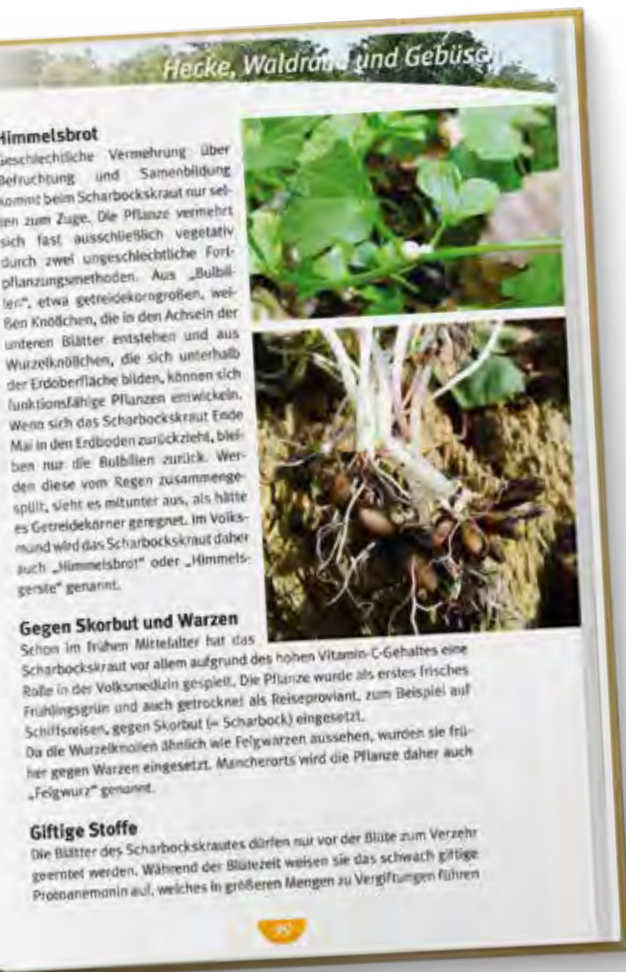 Hecke, Waldrand und Gebüsch
Himmelsbrot
Geschlechtliche Vermehrung über
Befruchtung und Samenbildung
kommt beim Scharbockskraut nur sel-
ten zum Zuge. Die Pflanze vermehrt
sich fast ausschließlich vegetativ
durch zwei ungeschlechtliche Fort-
pflanzungsmethoden. Aus „Bulbil-
len“, etwa getreidekorngroßen, wei-
ßen Knöllchen, die in den Achseln der
unteren Blätter entstehen und aus
Wurzelknöllchen, die sich unterhalb
der Erdoberfläche bilden, können sich
funktionsfähige Pflanzen entwickeln.
Wenn sich das Scharbockskraut Ende
Mai in den Erdboden zurückzieht, blei-
ben nur die Bulbillen zurück. Wer-
den diese vom Regen zusammenge-
spült, sieht es mitunter aus, als hätte
es Getreidekörner geregnet. Im Volks-
mund wird das Scharbockskraut daher
auch „Himmelsbrot“ oder „Himmels-
gerste“ genannt.
Gegen Skorbut und Warzen
Schon im frühen Mittelalter hat das
Scharbockskraut vor allem aufgrund des hohen Vitamin-C-Gehaltes eine
Rolle in der Volksmedizin gespielt. Die Pflanze wurde als erstes frisches
Frühlingsgrün und auch getrocknet als Reiseproviant, zum Beispiel auf
Schiffsreisen, gegen Skorbut (= Scharbock) eingesetzt.
Da die Wurzelknollen ähnlich wie Feigwarzen aussehen, wurden sie frü-
her gegen Warzen eingesetzt. Mancherorts wird die Pflanze daher auch
„Feigwurz“ genannt.
Giftige Stoffe
Die Blätter des Scharbockskrautes dürfen nur vor der Blüte zum Verzehr
geerntet werden. Während der Blütezeit weisen sie das schwach giftige
Protoanemonin auf, welches in größeren Mengen zu Vergiftungen führen